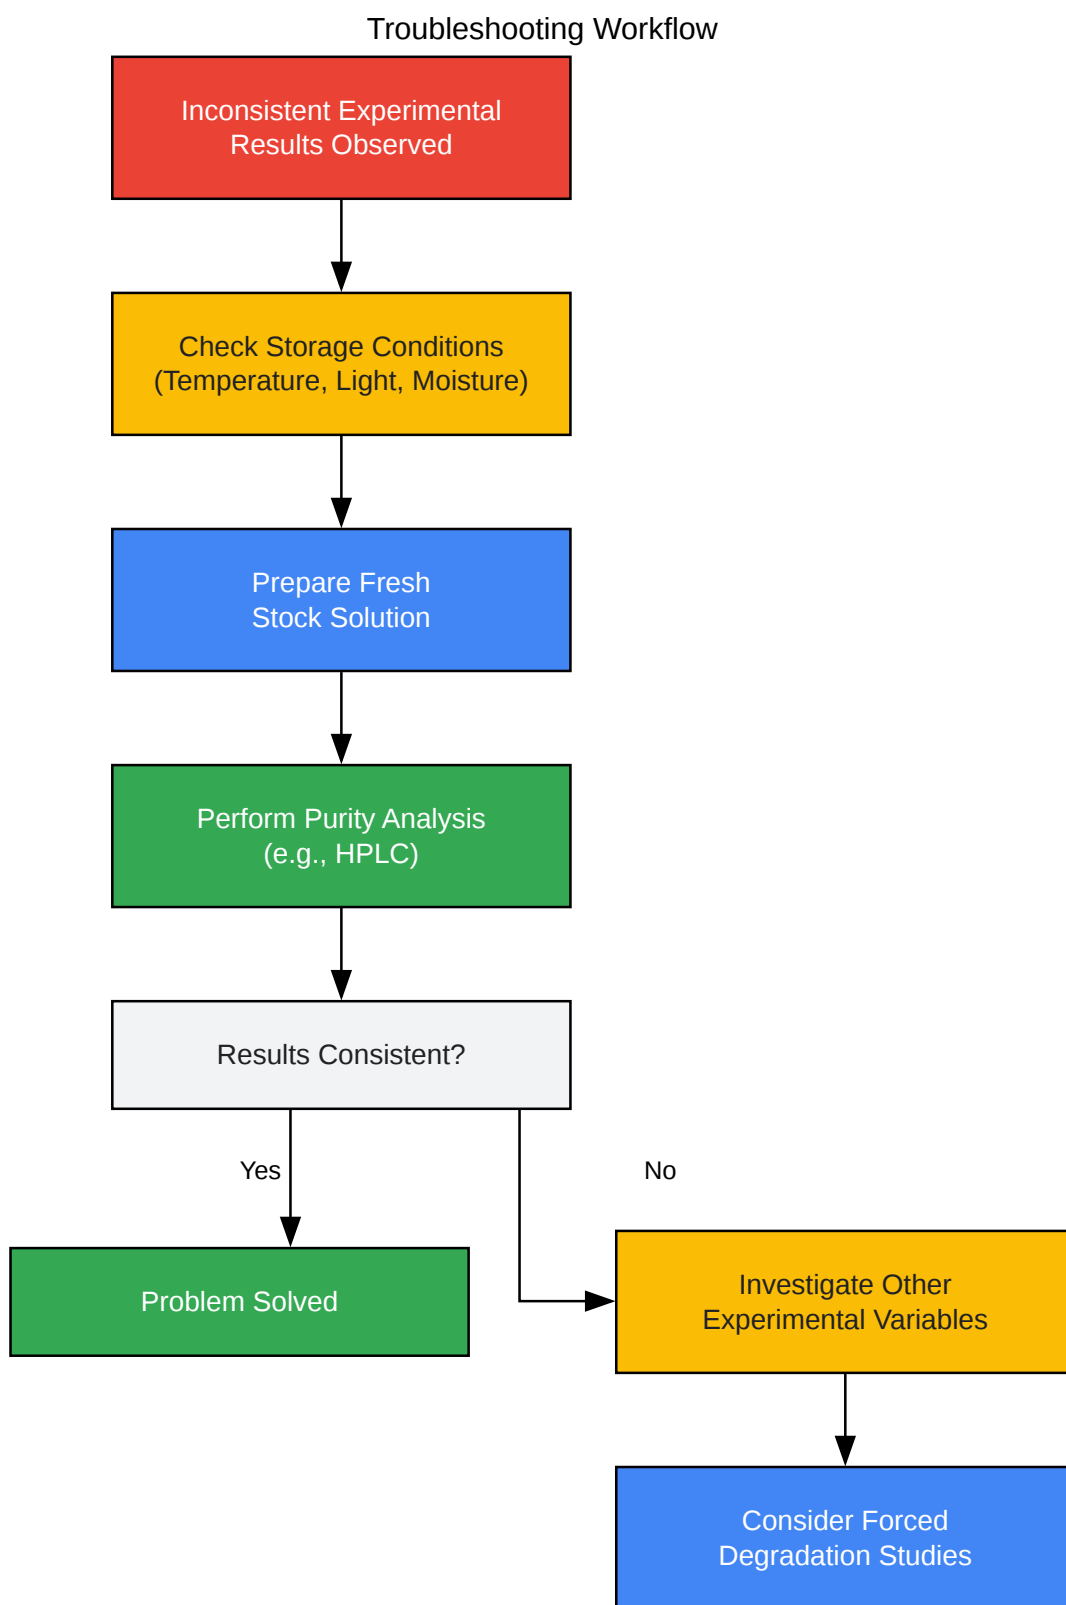 Troubleshooting Workflow
Inconsistent Experimental
Results Observed
Check Storage Conditions
(Temperature, Light, Moisture)
Prepare Fresh
Stock Solution
Perform Purity Analysis
(e.g., HPLC)
Results Consistent?
Yes
No
Problem Solved
Investigate Other
Experimental Variables
Consider Forced
Degradation Studies